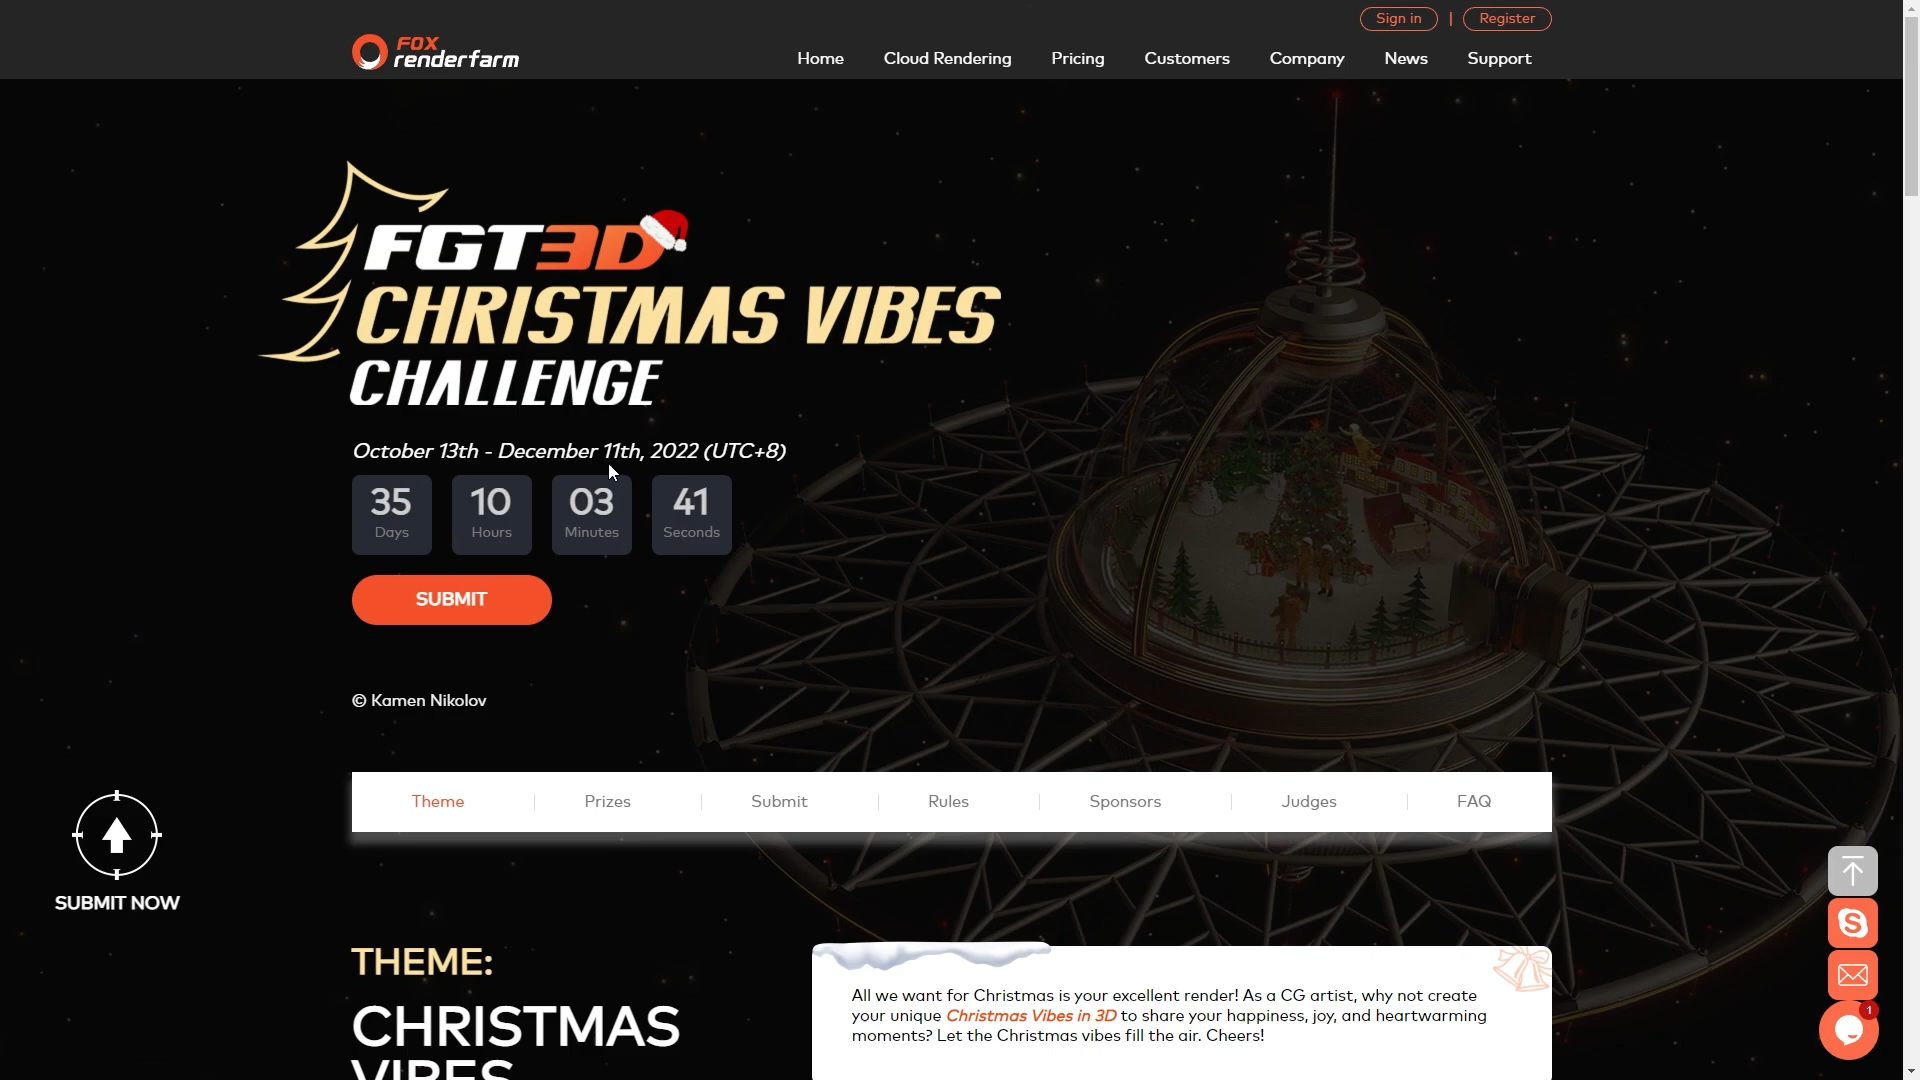 Sign in | Register
FOX
renderfarm
Home Cloud Rendering Pricing Customers Company News Support
FGT3D
CHRISTMAS VIBES
CHALLENGE
October 13th - December 11th, 2022 (UTC+8)
35 10 03 41
Days Hours Minutes Seconds
SUBMIT
© Kamen Nikolov
Theme Prizes Submit Rules Sponsors Judges FAQ
SUBMIT NOW
THEME:
CHRISTMAS
VIBES
All we want for Christmas is your excellent render! As a CG artist, why not create
your unique Christmas Vibes in 3D to share your happiness, joy, and heartwarming
moments? Let the Christmas vibes fill the air. Cheers!
1